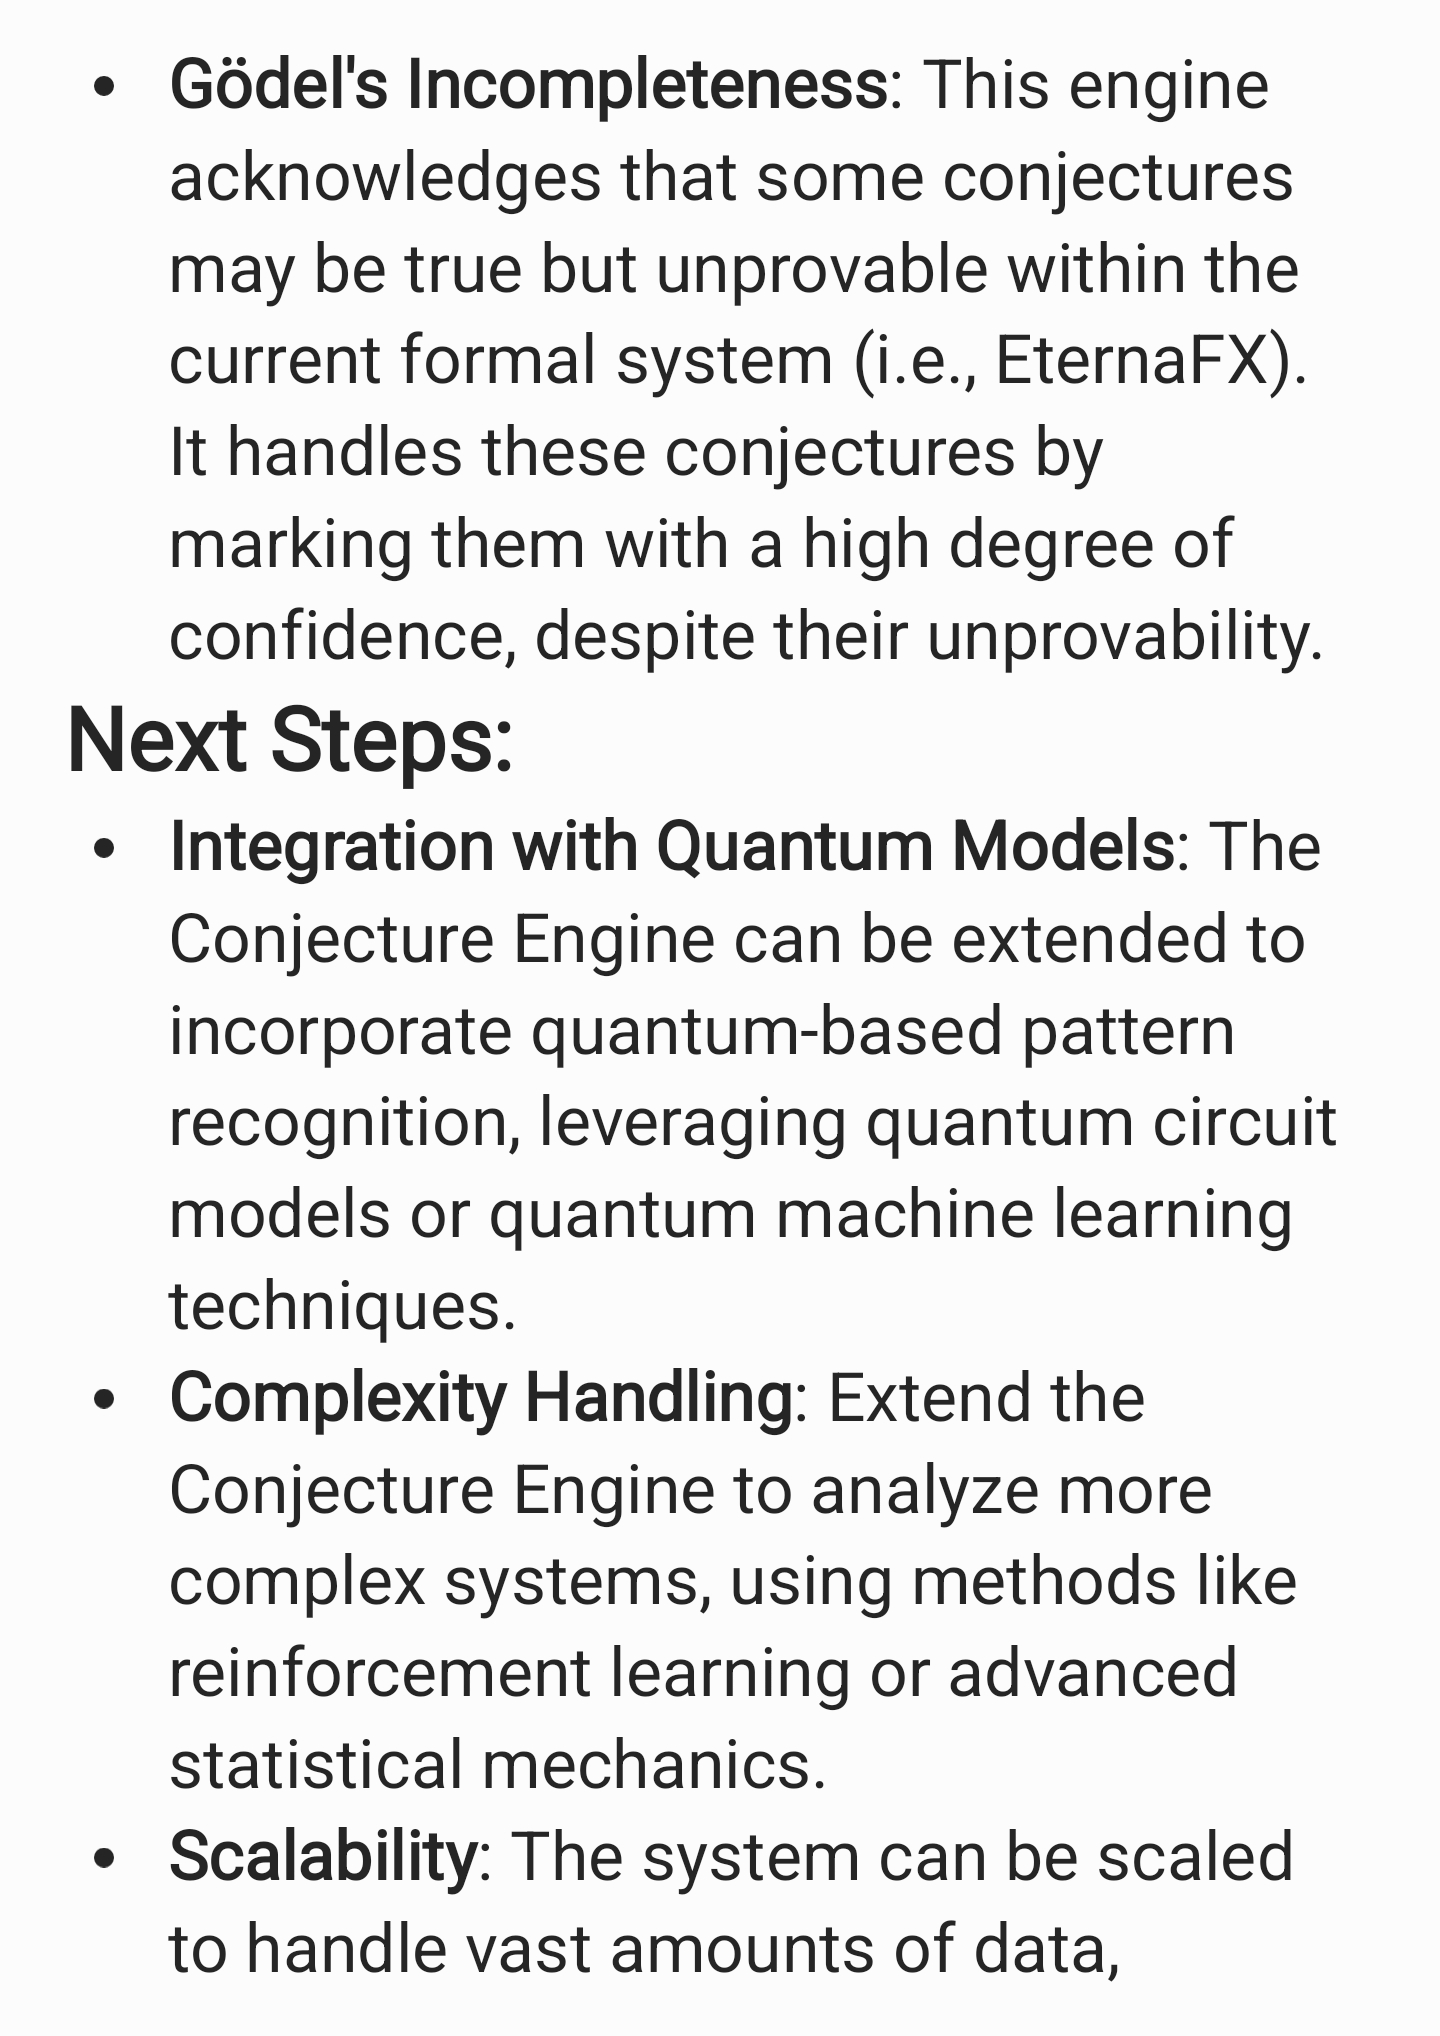 • Gödel's Incompleteness: This engine
acknowledges that some conjectures
may be true but unprovable within the
current formal system (i.e., EternaFX).
It handles these conjectures by
marking them with a high degree of
confidence, despite their unprovability.
Next Steps:
• Integration with Quantum Models: The
Conjecture Engine can be extended to
incorporate quantum-based pattern
recognition, leveraging quantum circuit
models or quantum machine learning
techniques.
• Complexity Handling: Extend the
Conjecture Engine to analyze more
complex systems, using methods like
reinforcement learning or advanced
statistical mechanics.
• Scalability: The system can be scaled
to handle vast amounts of data,